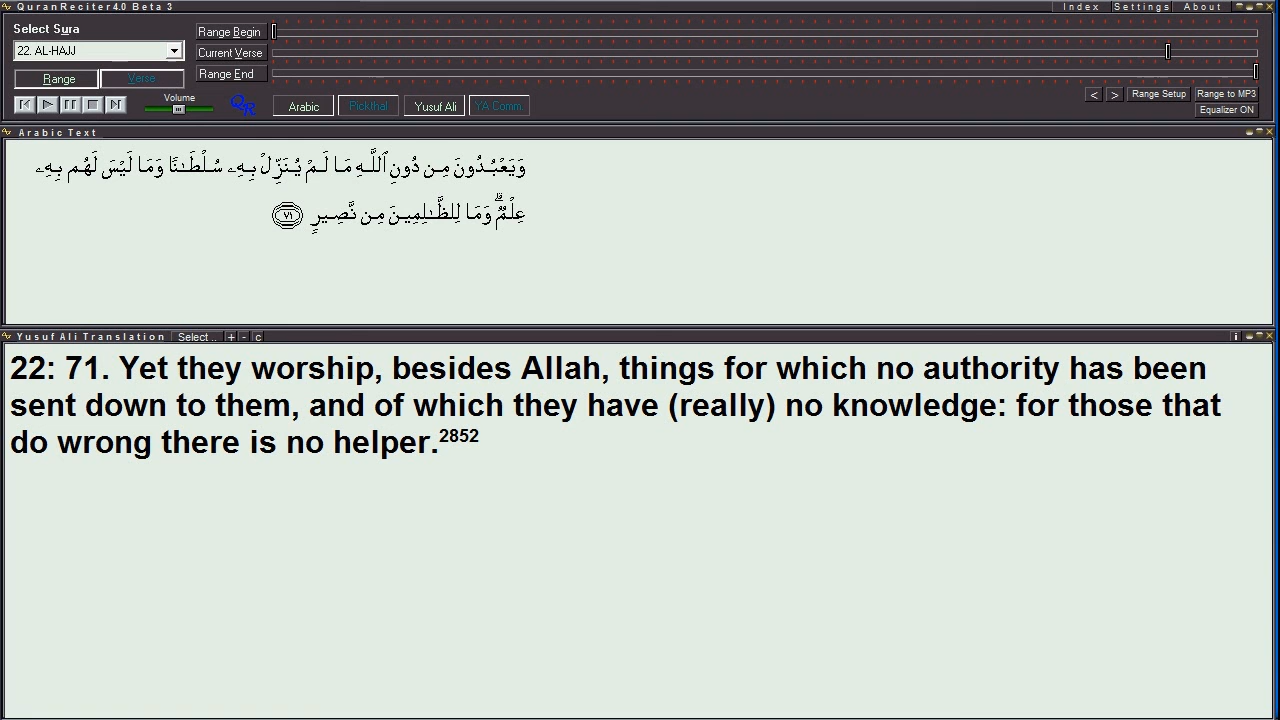 QuranReciter4.0 Beta 3
Index Settings About
Select Sura
22. AL-HAJJ
Range Verse
Range Begin
Current Verse
Range End
Volume
QR
Arabic Pickthal Yusuf Ali YA Comm.
< > Range Setup Range to MP3
Equalizer ON
Arabic Text
وَيَعْبُدُونَ مِن دُونِ ٱللَّهِ مَا لَمْ يُنَزِّلْ بِهِۦ سُلْطَـٰنًا وَمَا لَيْسَ لَهُم بِهِۦ
عِلْمٌۭ ۗ وَمَا لِلظَّـٰلِمِينَ مِن نَّصِيرٍۢ ٧١
Yusuf Ali Translation Select .. + - c i
22: 71. Yet they worship, besides Allah, things for which no authority has been
sent down to them, and of which they have (really) no knowledge: for those that
do wrong there is no helper.2852